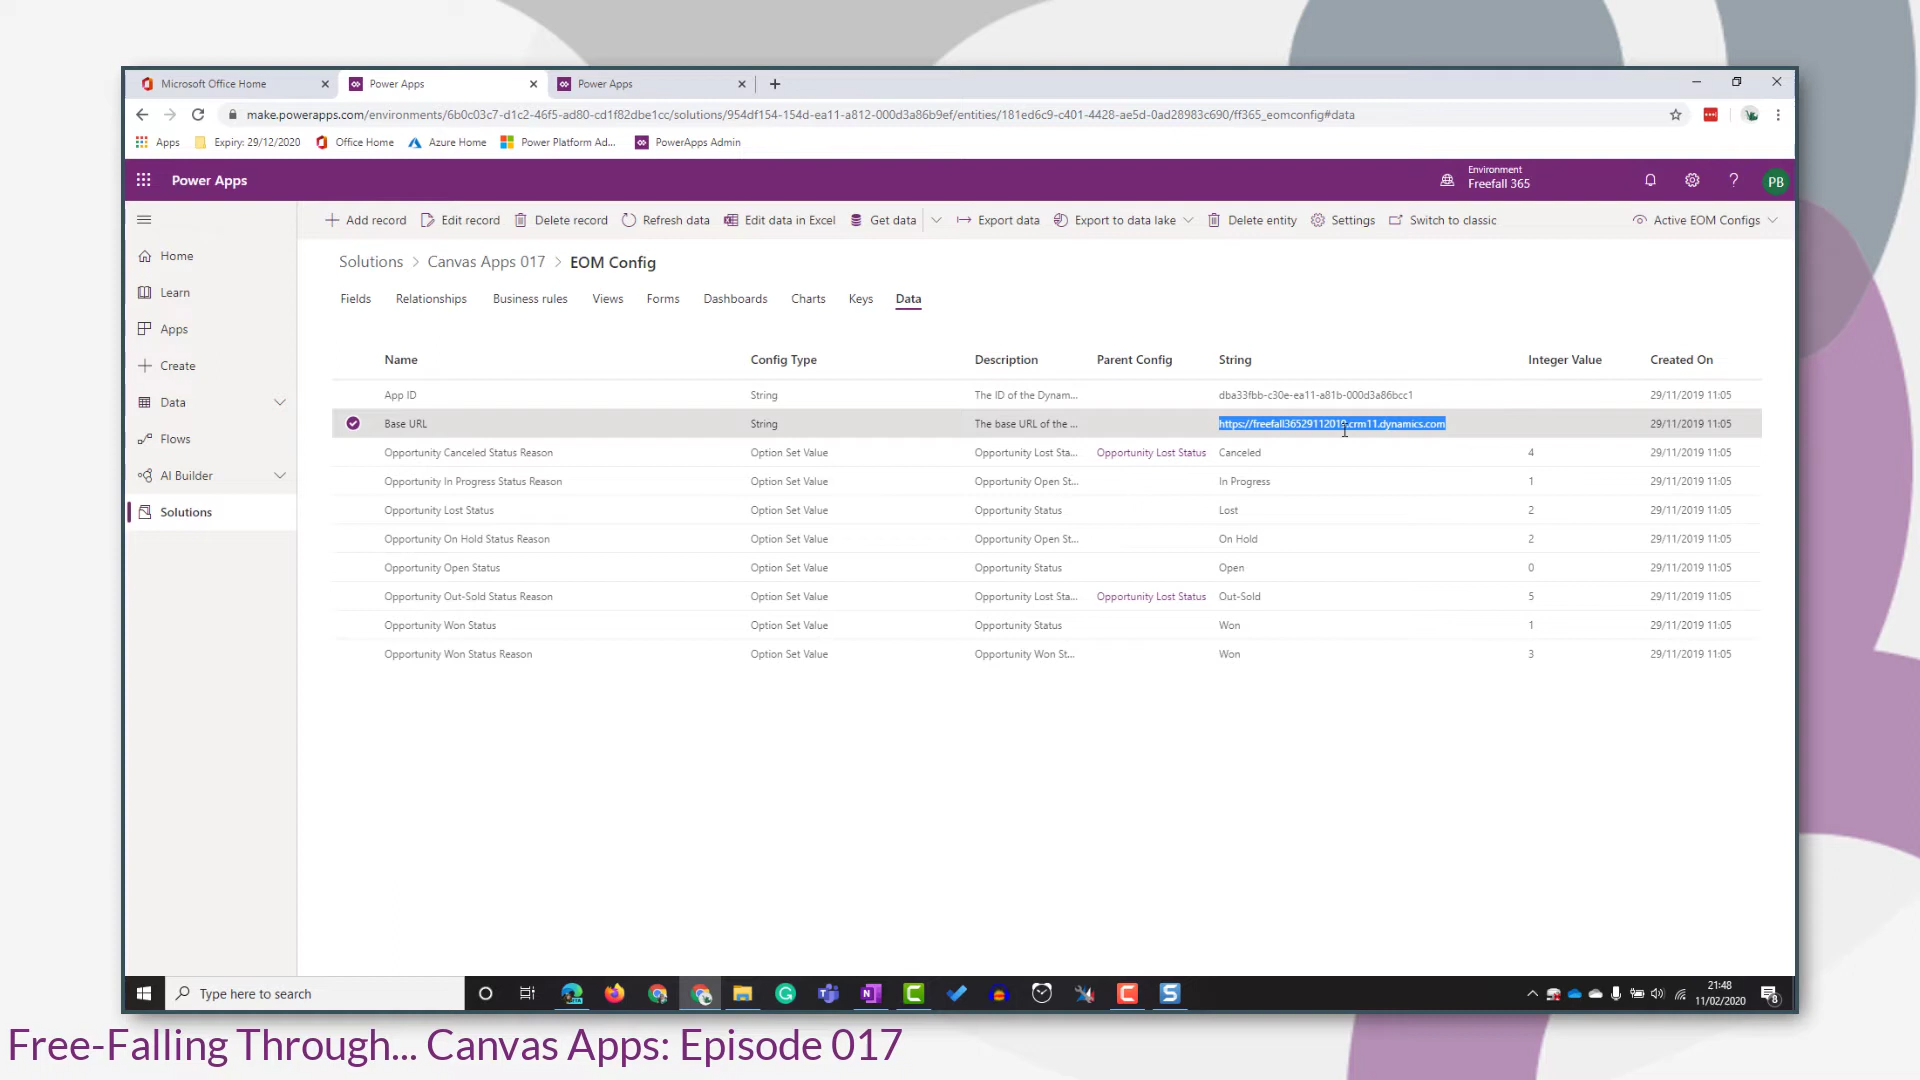 Microsoft Office Home
Power Apps
Power Apps
make.powerapps.com/environments/6b0c03c7-d1c2-46f5-ad80-cd1f82dbe1cc/solutions/954df154-154d-ea11-a812-000d3a86b9ef/entities/181ed6c9-c401-4428-ae5d-0ad28983c690/ff365_eomconfig#data
Apps
Expiry: 29/12/2020
Office Home
Azure Home
Power Platform Ad...
PowerApps Admin
Power Apps
Environment
Freefall 365
PB
Add record
Edit record
Delete record
Refresh data
Edit data in Excel
Get data
Export data
Export to data lake
Delete entity
Settings
Switch to classic
Active EOM Configs
Home
Learn
Apps
Create
Data
Flows
AI Builder
Solutions
Solutions > Canvas Apps 017 > EOM Config
Fields Relationships Business rules Views Forms Dashboards Charts Keys Data
Name Config Type Description Parent Config String Integer Value Created On
App ID String The ID of the Dynam... dba33fbb-c30e-ea11-a81b-000d3a86bcc1 29/11/2019 11:05
Base URL String The base URL of the ... https://freefall36529112019.crm11.dynamics.com 29/11/2019 11:05
Opportunity Canceled Status Reason Option Set Value Opportunity Lost Sta... Opportunity Lost Status Canceled 4 29/11/2019 11:05
Opportunity In Progress Status Reason Option Set Value Opportunity Open St... In Progress 1 29/11/2019 11:05
Opportunity Lost Status Option Set Value Opportunity Status Lost 2 29/11/2019 11:05
Opportunity On Hold Status Reason Option Set Value Opportunity Open St... On Hold 2 29/11/2019 11:05
Opportunity Open Status Option Set Value Opportunity Status Open 0 29/11/2019 11:05
Opportunity Out-Sold Status Reason Option Set Value Opportunity Lost Sta... Opportunity Lost Status Out-Sold 5 29/11/2019 11:05
Opportunity Won Status Option Set Value Opportunity Status Won 1 29/11/2019 11:05
Opportunity Won Status Reason Option Set Value Opportunity Won St... Won 3 29/11/2019 11:05
Type here to search
21:48
11/02/2020
8
Free-Falling Through... Canvas Apps: Episode 017